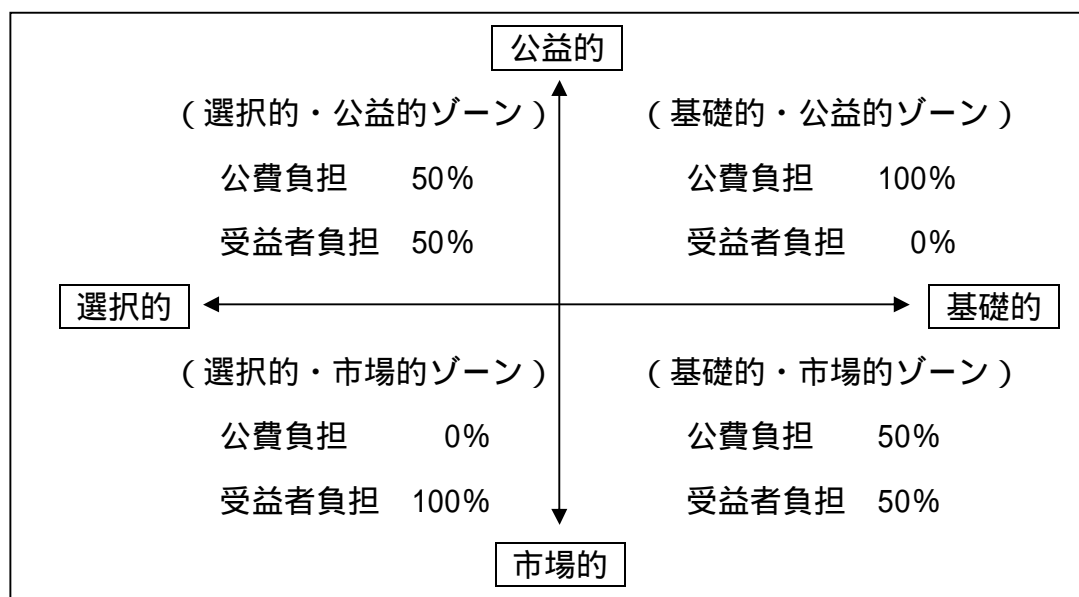 公益的
(選択的・公益的ゾーン) (基礎的・公益的ゾーン)
公費負担 50% 公費負担 100%
受益者負担 50% 受益者負担 0%
選択的 基礎的
(選択的・市場的ゾーン) (基礎的・市場的ゾーン)
公費負担 0% 公費負担 50%
受益者負担 100% 受益者負担 50%
市場的